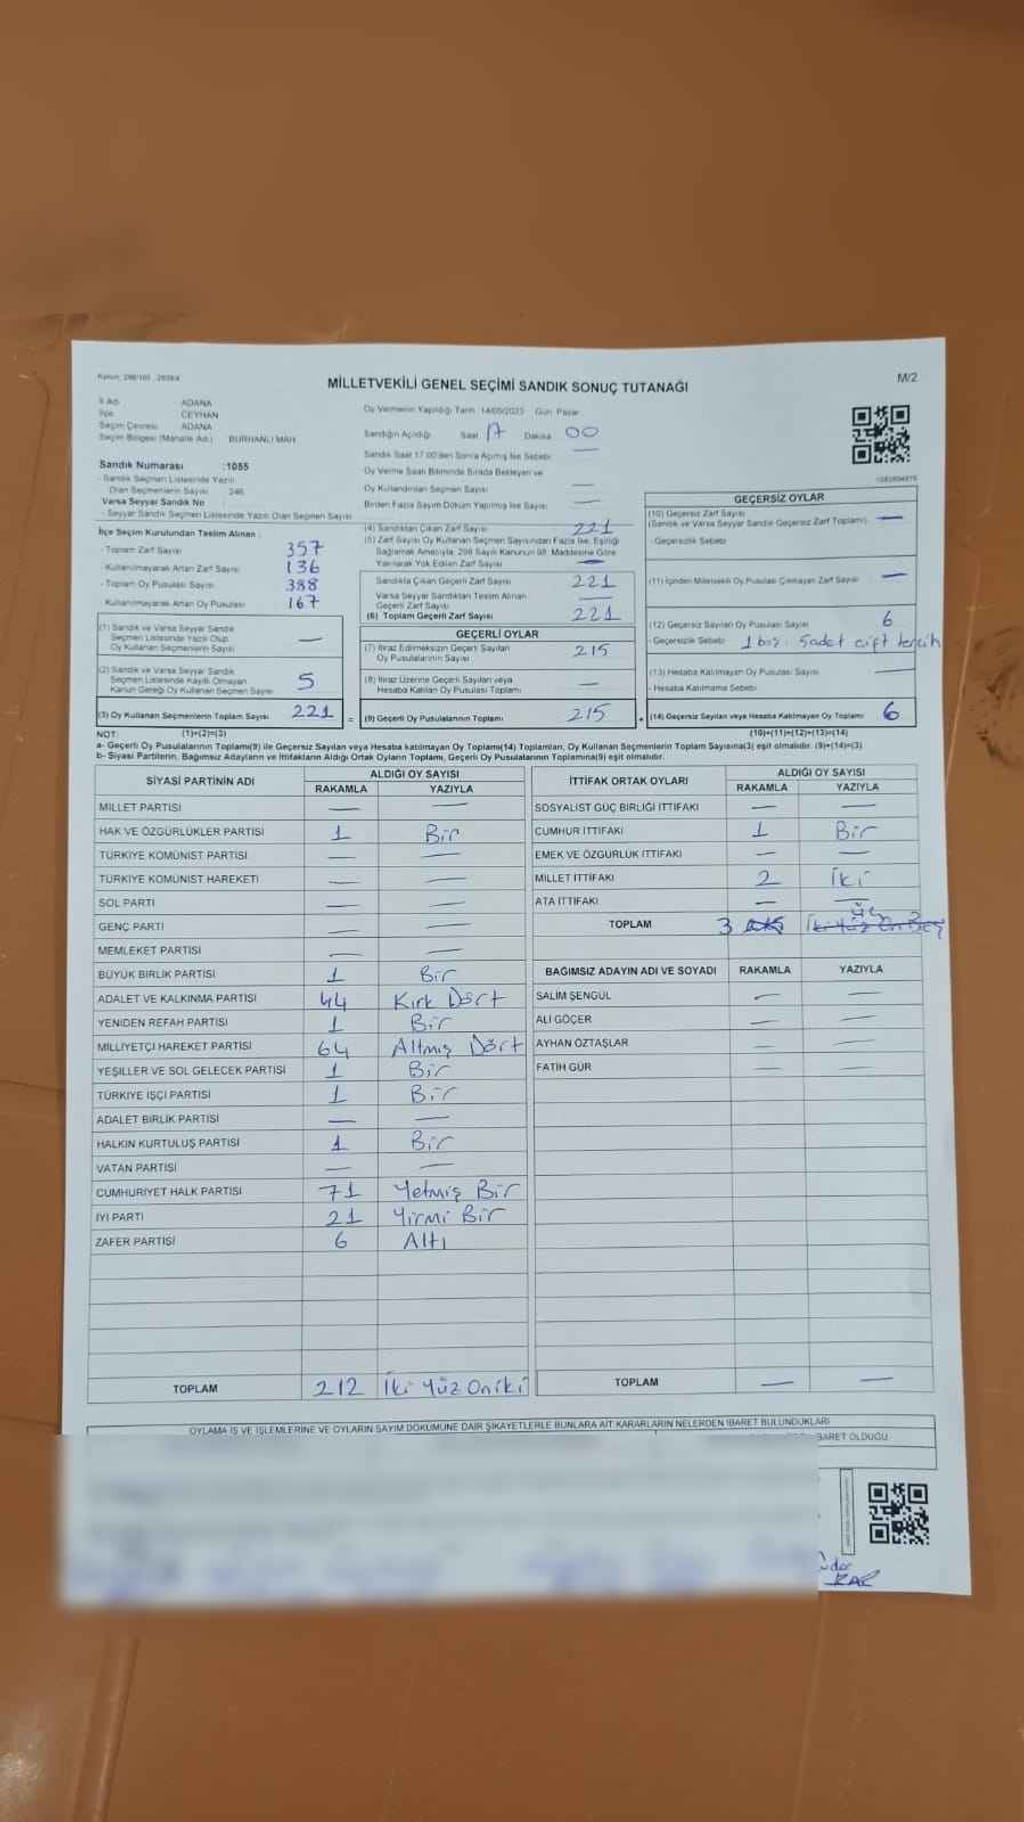 M/2
MİLLETVEKİLİ GENEL SEÇİMİ SANDIK SONUÇ TUTANAĞI
İl Adı : ADANA
İlçe : CEYHAN
Seçim Çevresi : ADANA
Seçim Bölgesi (Mahalle Adı) : BURHANLI MAH.
Sandık Numarası :1055
- Sandık Seçmen Listesinde Yazılı
Olan Seçmenlerin Sayısı : 246
Varsa Seyyar Sandık No :
- Seyyar Sandık Seçmen Listesinde Yazılı Olan Seçmen Sayısı
İlçe Seçim Kurulundan Teslim Alınan :
- Toplam Zarf Sayısı 357
- Kullanılmayarak Artan Zarf Sayısı 136
- Toplam Oy Pusulası Sayısı 388
- Kullanılmayarak Artan Oy Pusulası 167
(1) Sandık ve Varsa Seyyar Sandık
Seçmen Listesinde Yazılı Olup
Oy Kullanan Seçmenlerin Sayısı —
(2) Sandık ve Varsa Seyyar Sandık
Seçmen Listesinde Kayıtlı Olmayan
Kanun Gereği Oy Kullanan Seçmen Sayısı 5
(3) Oy Kullanan Seçmenlerin Toplam Sayısı 221 =
Oy Vermenin Yapıldığı Tarih 14/05/2023 Gün Pazar
Sandığın Açıldığı Saat 17 Dakika 00
Sandık Saat 17.00'den Sonra Açılmış İse Sebebi —
Oy Verme Saati Bitiminde Sırada Bekleyen ve
Oy Kullandırılan Seçmen Sayısı —
Birden Fazla Sayım Döküm Yapılmış İse Sayısı —
(4) Sandıktan Çıkan Zarf Sayısı 221
(5) Zarf Sayısı Oy Kullanan Seçmen Sayısından Fazla İse, Eşitliği
Sağlamak Amacıyla, 298 Sayılı Kanunun 98. Maddesine Göre
Yakılarak Yok Edilen Zarf Sayısı —
Sandıkta Çıkan Geçerli Zarf Sayısı 221
Varsa Seyyar Sandıktan Teslim Alınan
Geçerli Zarf Sayısı —
(6) Toplam Geçerli Zarf Sayısı 221
GEÇERLİ OYLAR
(7) İtiraz Edilmeksizin Geçerli Sayılan
Oy Pusulalarının Sayısı 215
(8) İtiraz Üzerine Geçerli Sayılan veya
Hesaba Katılan Oy Pusulası Toplamı —
(9) Geçerli Oy Pusulalarının Toplamı 215 +
GEÇERSİZ OYLAR
(10) Geçersiz Zarf Sayısı
(Sandık ve Varsa Seyyar Sandık Geçersiz Zarf Toplamı) —
- Geçersizlik Sebebi
(11) İçinden Milletvekili Oy Pusulası Çıkmayan Zarf Sayısı —
(12) Geçersiz Sayılan Oy Pusulası Sayısı 6
- Geçersizlik Sebebi 1 boş. 5 adet çift tercih
(13) Hesaba Katılmayan Oy Pusulası Sayısı —
- Hesaba Katılmama Sebebi
(14) Geçersiz Sayılan veya Hesaba Katılmayan Oy Toplamı 6
NOT: (1)+(2)=(3) (10)+(11)+(12)+(13)=(14)
a- Geçerli Oy Pusulalarının Toplamı(9) ile Geçersiz Sayılan veya Hesaba katılmayan Oy Toplamı(14) Toplamları, Oy Kullanan Seçmenlerin Toplam Sayısına(3) eşit olmalıdır. (9)+(14)=(3)
b- Siyasi Partilerin, Bağımsız Adayların ve İttifakların Aldığı Ortak Oyların Toplamı, Geçerli Oy Pusulalarının Toplamına(9) eşit olmalıdır.
SİYASİ PARTİNİN ADI ALDIĞI OY SAYISI
RAKAMLA YAZIYLA
MİLLET PARTİSİ — —
HAK VE ÖZGÜRLÜKLER PARTİSİ 1 Bir
TÜRKİYE KOMÜNİST PARTİSİ — —
TÜRKİYE KOMÜNİST HAREKETİ — —
SOL PARTİ — —
GENÇ PARTİ — —
MEMLEKET PARTİSİ — —
BÜYÜK BİRLİK PARTİSİ 1 Bir
ADALET VE KALKINMA PARTİSİ 44 Kırk Dört
YENİDEN REFAH PARTİSİ 1 Bir
MİLLİYETÇİ HAREKET PARTİSİ 64 Altmış Dört
YEŞİLLER VE SOL GELECEK PARTİSİ 1 Bir
TÜRKİYE İŞÇİ PARTİSİ 1 Bir
ADALET BİRLİK PARTİSİ — —
HALKIN KURTULUŞ PARTİSİ 1 Bir
VATAN PARTİSİ — —
CUMHURİYET HALK PARTİSİ 71 Yetmiş Bir
İYİ PARTİ 21 Yirmi Bir
ZAFER PARTİSİ 6 Altı
TOPLAM 212 İki Yüz Oniki
İTTİFAK ORTAK OYLARI ALDIĞI OY SAYISI
RAKAMLA YAZIYLA
SOSYALİST GÜÇ BİRLİĞİ İTTİFAKI — —
CUMHUR İTTİFAKI 1 Bir
EMEK VE ÖZGÜRLÜK İTTİFAKI — —
MİLLET İTTİFAKI 2 İki
ATA İTTİFAKI — —
TOPLAM 3 üç
BAĞIMSIZ ADAYIN ADI VE SOYADI RAKAMLA YAZIYLA
SALİM ŞENGÜL — —
ALİ GÖÇER — —
AYHAN ÖZTAŞLAR — —
FATİH GÜR — —
TOPLAM — —
OYLAMA İŞ VE İŞLEMLERİNE VE OYLARIN SAYIM DÖKÜMÜNE DAİR ŞİKAYETLERLE BUNLARA AİT KARARLARIN NELERDEN İBARET BULUNDUKLARI
BARET OLDUĞU